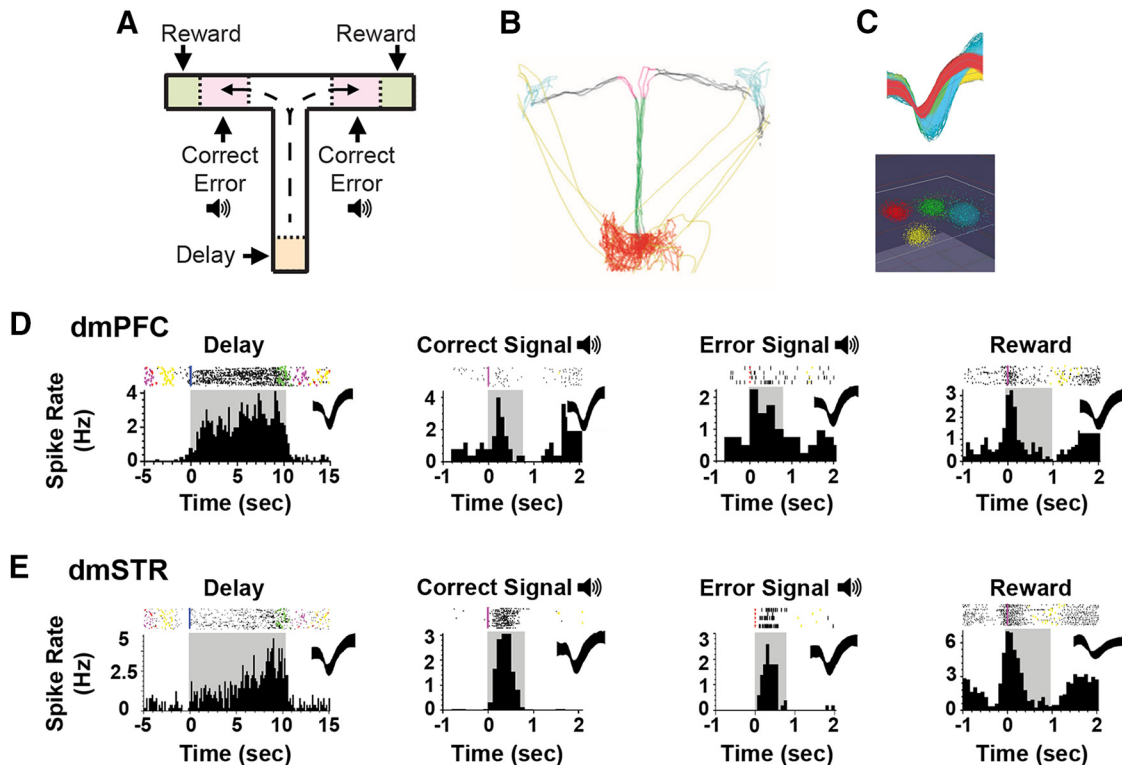 A
Reward
Reward
Correct
Error
Correct
Error
Delay
B
C
D
dmPFC
Delay
Correct Signal
Error Signal
Reward
Spike Rate
(Hz)
4
2
0
-5
0
5
10
15
Time (sec)
6
4
2
0
-1
0
1
2
Time (sec)
2
1
0
-1
0
1
2
Time (sec)
3
2
1
0
-1
0
1
2
Time (sec)
E
dmSTR
Delay
Correct Signal
Error Signal
Reward
Spike Rate
(Hz)
5
2.5
0
-5
0
5
10
15
Time (sec)
3
2
1
0
-1
0
1
2
Time (sec)
3
2
1
0
-1
0
1
2
Time (sec)
6
3
0
-1
0
1
2
Time (sec)